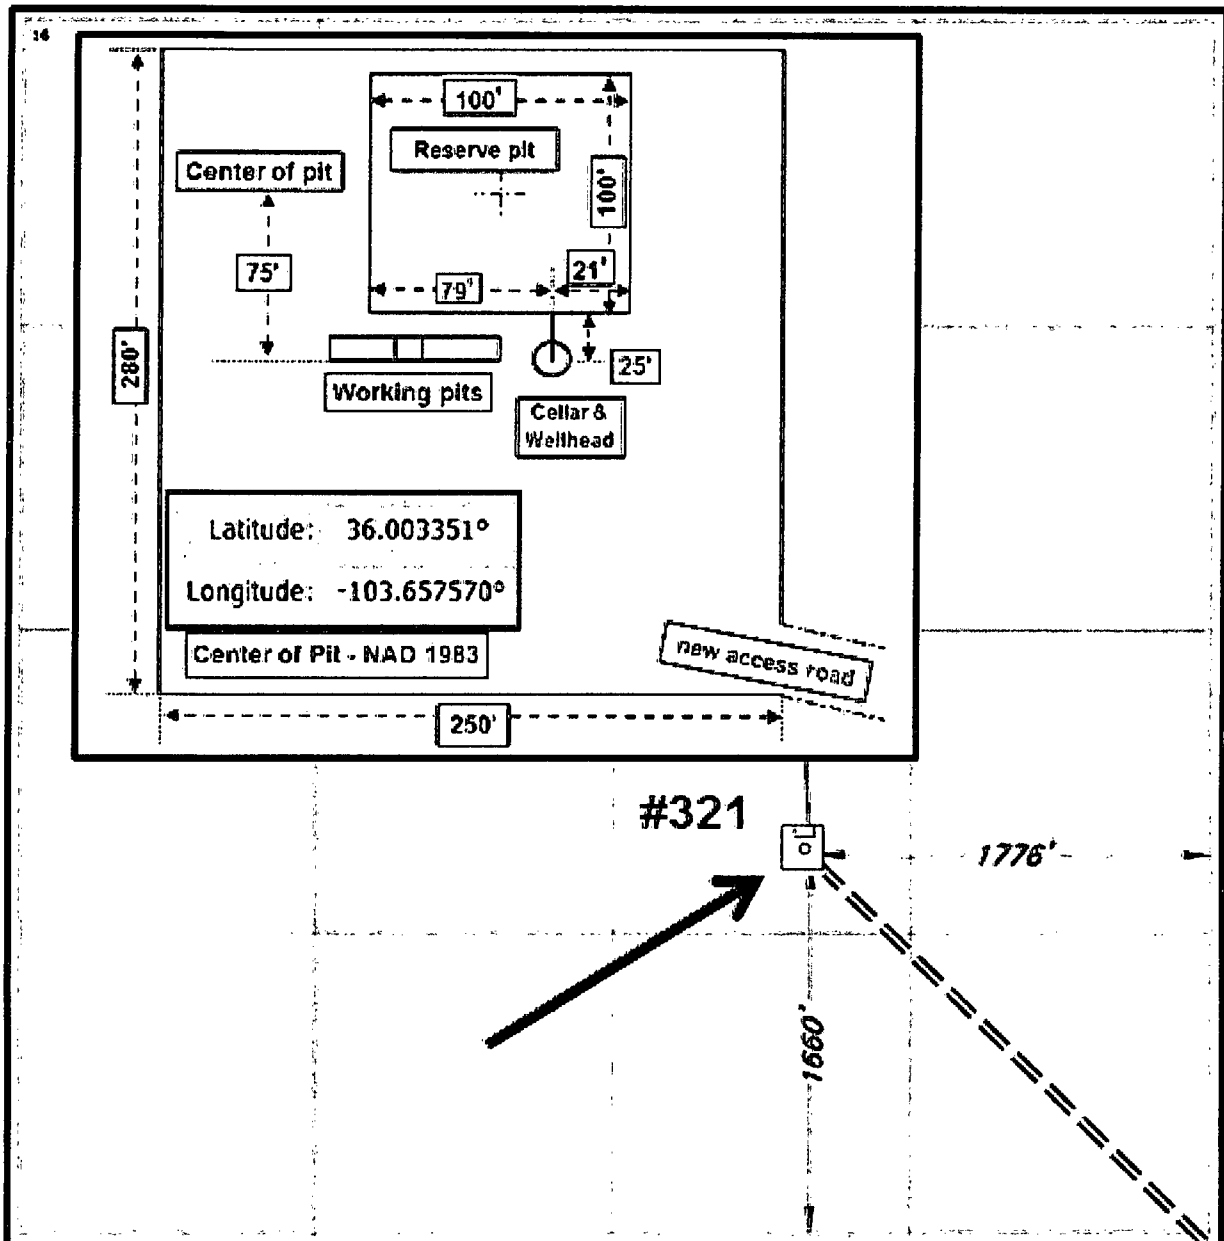 16
100'
Reserve pit
Center of pit
100'
75'
21'
79'
280'
25'
Working pits
Cellar &
Wellhead
Latitude: 36.003351°
Longitude: -103.657570°
new access road
Center of Pit - NAD 1983
250'
#321
1776'
1660'